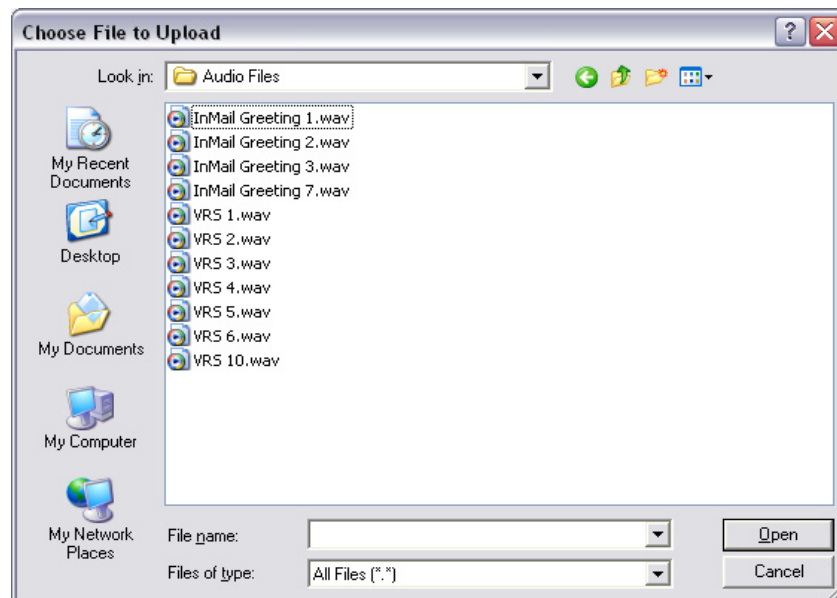 Choose File to Upload
Look in:
Audio Files
My Recent
Documents
Desktop
My Documents
My Computer
My Network
Places
InMail Greeting 1.wav
InMail Greeting 2.wav
InMail Greeting 3.wav
InMail Greeting 7.wav
VRS 1.wav
VRS 2.wav
VRS 3.wav
VRS 4.wav
VRS 5.wav
VRS 6.wav
VRS 10.wav
File name:
Open
Files of type:
All Files (*.*)
Cancel